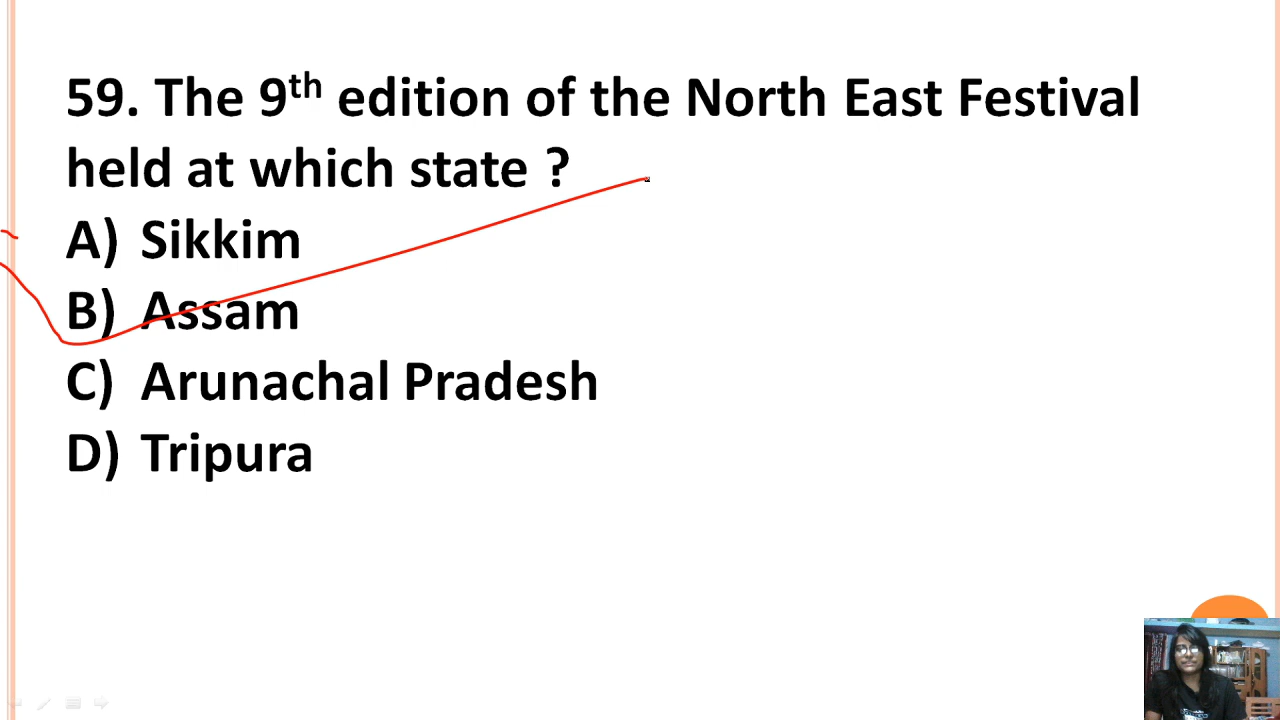 59. The 9th edition of the North East Festival
held at which state ?
A) Sikkim
B) Assam
C) Arunachal Pradesh
D) Tripura